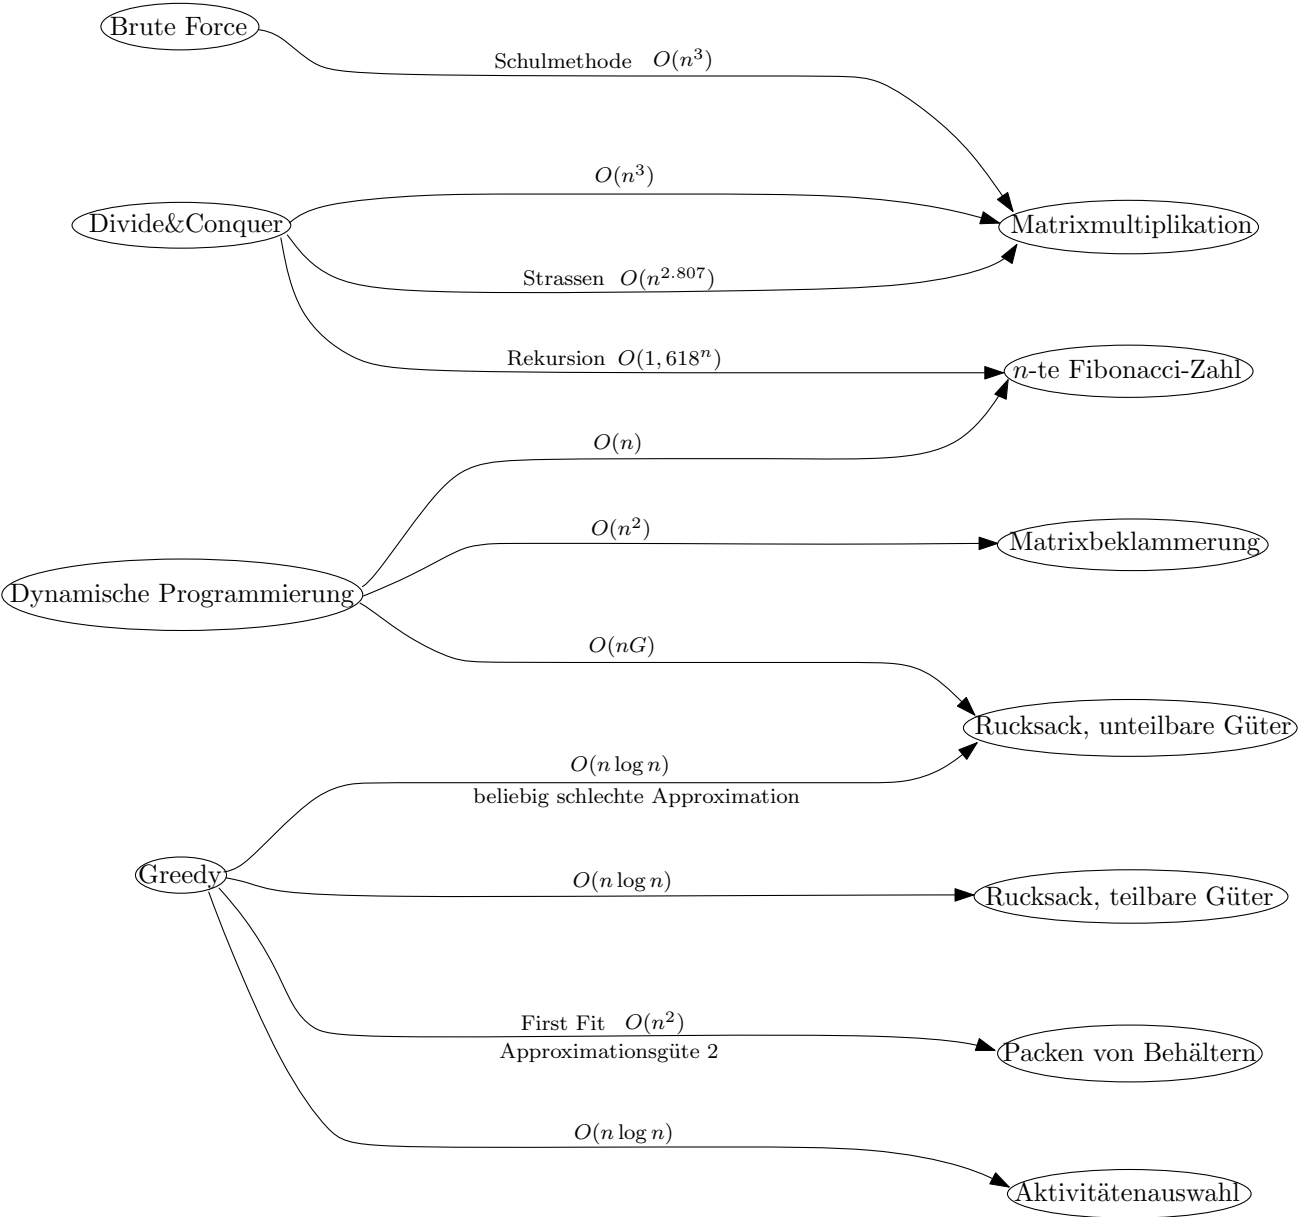 Brute Force
Schulmethode O(n³)
O(n³)
Divide&Conquer
Matrixmultiplikation
Strassen O(n^2.807)
Rekursion O(1,618ⁿ)
n-te Fibonacci-Zahl
O(n)
O(n²)
Matrixbeklammerung
Dynamische Programmierung
O(nG)
Rucksack, unteilbare Güter
O(n log n)
beliebig schlechte Approximation
Greedy
O(n log n)
Rucksack, teilbare Güter
First Fit O(n²)
Approximationsgüte 2
Packen von Behältern
O(n log n)
Aktivitätenauswahl